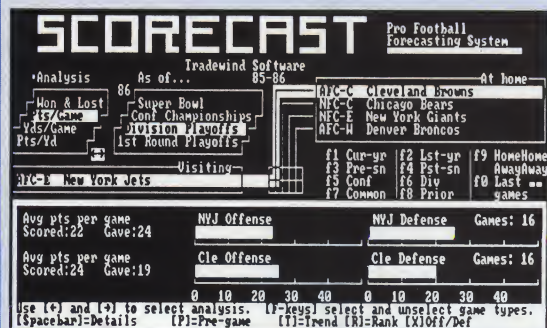 SCORECAST
Pro Football
Forecasting System
Tradewind Software
85-86
Analysis
As of...
86
Won & Lost
Pts/Game
Yds/Game
Pts/Yd
Super Bowl
Conf Championships
Division Playoffs
1st Round Playoffs
At home
AFC-C Cleveland Browns
NFC-C Chicago Bears
NFC-E New York Giants
AFC-W Denver Broncos
Visiting
AFC-E New York Jets
f1 Cur-yr f2 Lst-yr f9 HomeHome
f3 Pre-sn f4 Pst-sn AwayAway
f5 Conf f6 Div f0 Last --
f7 Common f8 Prior games
Avg pts per game NYJ Offense NYJ Defense Games: 16
Scored:22 Gave:24
Avg pts per game Cle Offense Cle Defense Games: 16
Scored:24 Gave:19
0 10 20 30 40 0 10 20 30 40
Use [←] and [→] to select analysis. [F-keys] select and unselect game types.
[Spacebar]=Details [P]=Pre-game [T]=Trend [R]=Rank [X]Off/Def